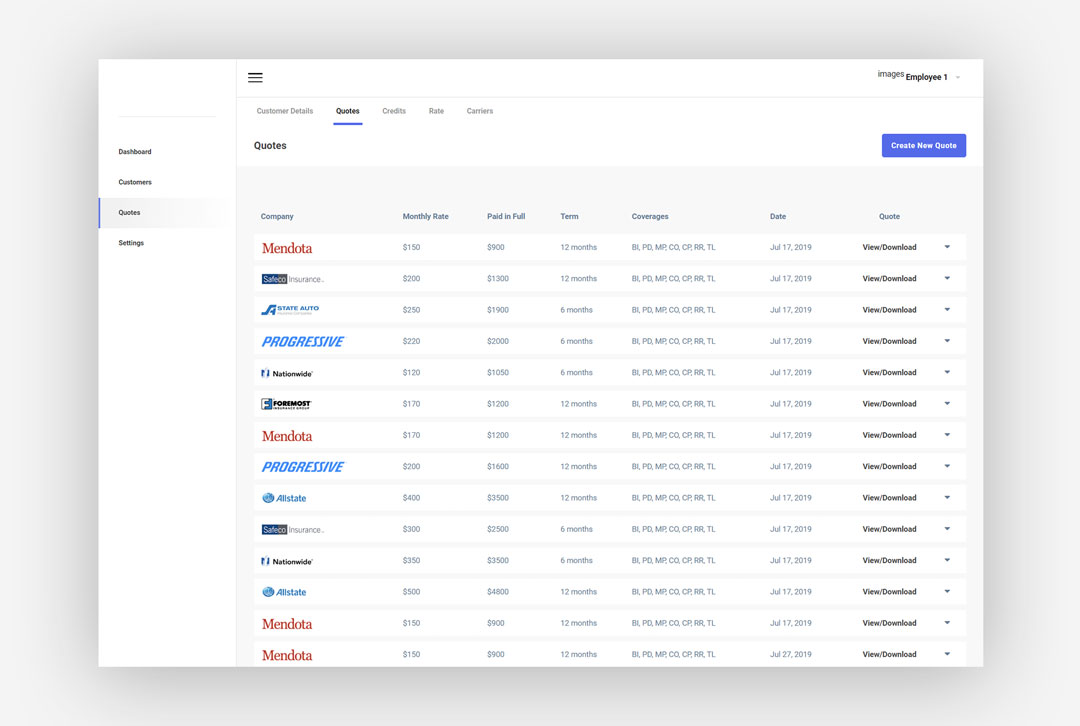 images Employee 1
Customer Details Quotes Credits Rate Carriers
Quotes Create New Quote
Dashboard
Customers
Quotes
Settings
Company Monthly Rate Paid in Full Term Coverages Date Quote
Mendota $150 $900 12 months BI, PD, MP, CO, CP, RR, TL Jul 17, 2019 View/Download
Safeco Insurance. $200 $1300 12 months BI, PD, MP, CO, CP, RR, TL Jul 17, 2019 View/Download
STATE AUTO $250 $1900 6 months BI, PD, MP, CO, CP, RR, TL Jul 17, 2019 View/Download
PROGRESSIVE $220 $2000 6 months BI, PD, MP, CO, CP, RR, TL Jul 17, 2019 View/Download
Nationwide $120 $1050 6 months BI, PD, MP, CO, CP, RR, TL Jul 17, 2019 View/Download
FOREMOST INSURANCE GROUP $170 $1200 12 months BI, PD, MP, CO, CP, RR, TL Jul 17, 2019 View/Download
Mendota $170 $1200 12 months BI, PD, MP, CO, CP, RR, TL Jul 17, 2019 View/Download
PROGRESSIVE $200 $1600 12 months BI, PD, MP, CO, CP, RR, TL Jul 17, 2019 View/Download
Allstate $400 $3500 12 months BI, PD, MP, CO, CP, RR, TL Jul 17, 2019 View/Download
Safeco Insurance. $300 $2500 6 months BI, PD, MP, CO, CP, RR, TL Jul 17, 2019 View/Download
Nationwide $350 $3500 6 months BI, PD, MP, CO, CP, RR, TL Jul 17, 2019 View/Download
Allstate $500 $4800 12 months BI, PD, MP, CO, CP, RR, TL Jul 17, 2019 View/Download
Mendota $150 $900 12 months BI, PD, MP, CO, CP, RR, TL Jul 17, 2019 View/Download
Mendota $150 $900 12 months BI, PD, MP, CO, CP, RR, TL Jul 27, 2019 View/Download